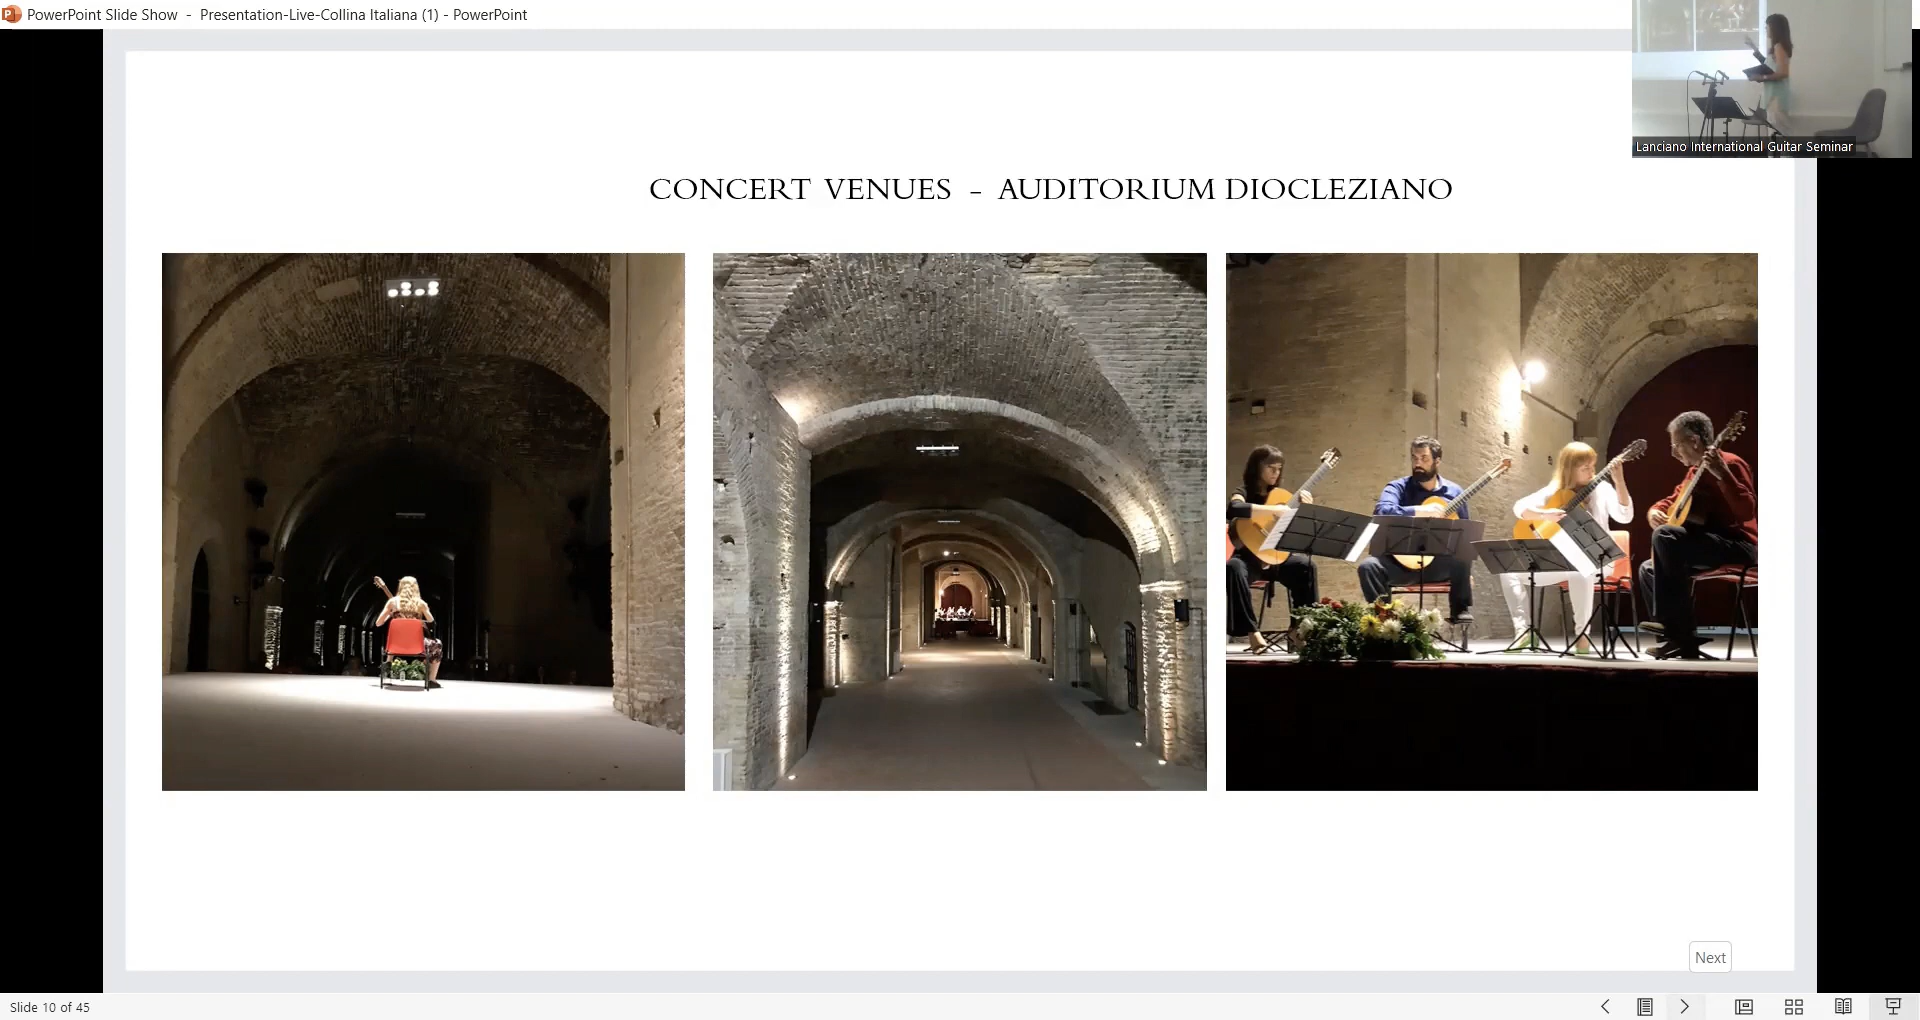 PowerPoint Slide Show - Presentation-Live-Collina Italiana (1) - PowerPoint
Lanciano International Guitar Seminar
CONCERT VENUES - AUDITORIUM DIOCLEZIANO
Next
Slide 10 of 45